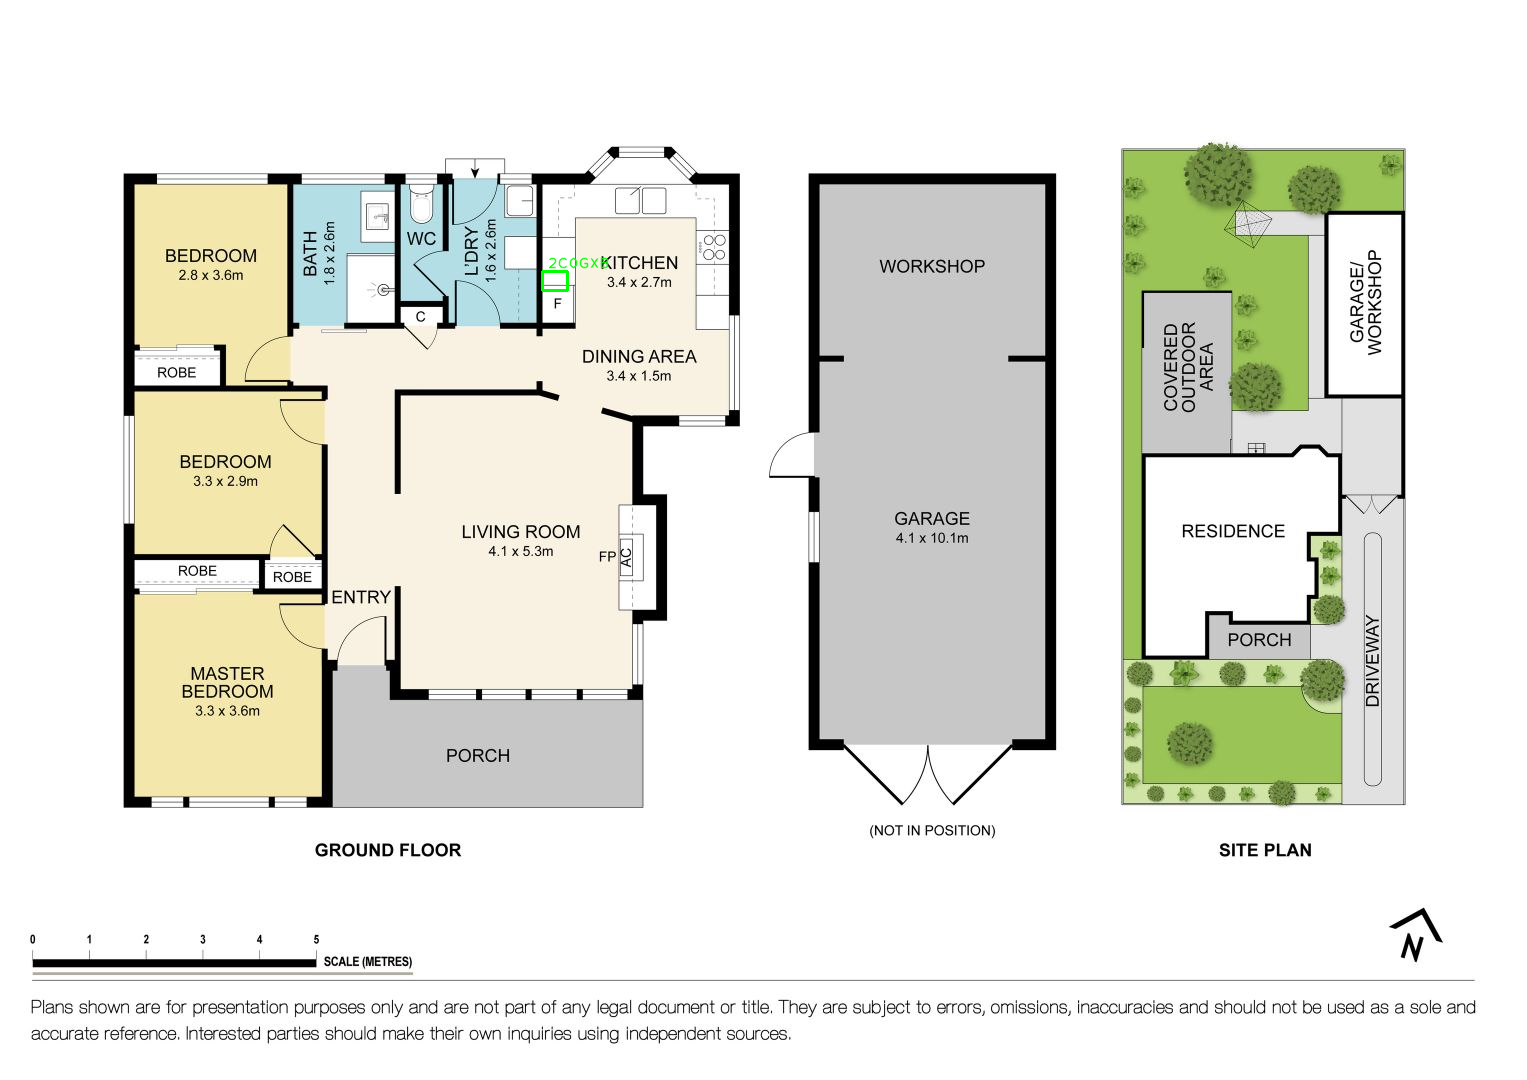 BEDROOM
2.8 x 3.6m
BATH
1.8 x 2.6m
WC
L'DRY
1.6 x 2.6m
2C0GX
KITCHEN
3.4 x 2.7m
F
C
DINING AREA
3.4 x 1.5m
ROBE
BEDROOM
3.3 x 2.9m
ROBE
ROBE
LIVING ROOM
4.1 x 5.3m
FP
AC
ENTRY
MASTER
BEDROOM
3.3 x 3.6m
PORCH
GROUND FLOOR
WORKSHOP
GARAGE
4.1 x 10.1m
(NOT IN POSITION)
GARAGE/
WORKSHOP
COVERED
OUTDOOR
AREA
RESIDENCE
PORCH
DRIVEWAY
SITE PLAN
0 1 2 3 4 5
SCALE (METRES)
N
Plans shown are for presentation purposes only and are not part of any legal document or title. They are subject to errors, omissions, inaccuracies and should not be used as a sole and
accurate reference. Interested parties should make their own inquiries using independent sources.